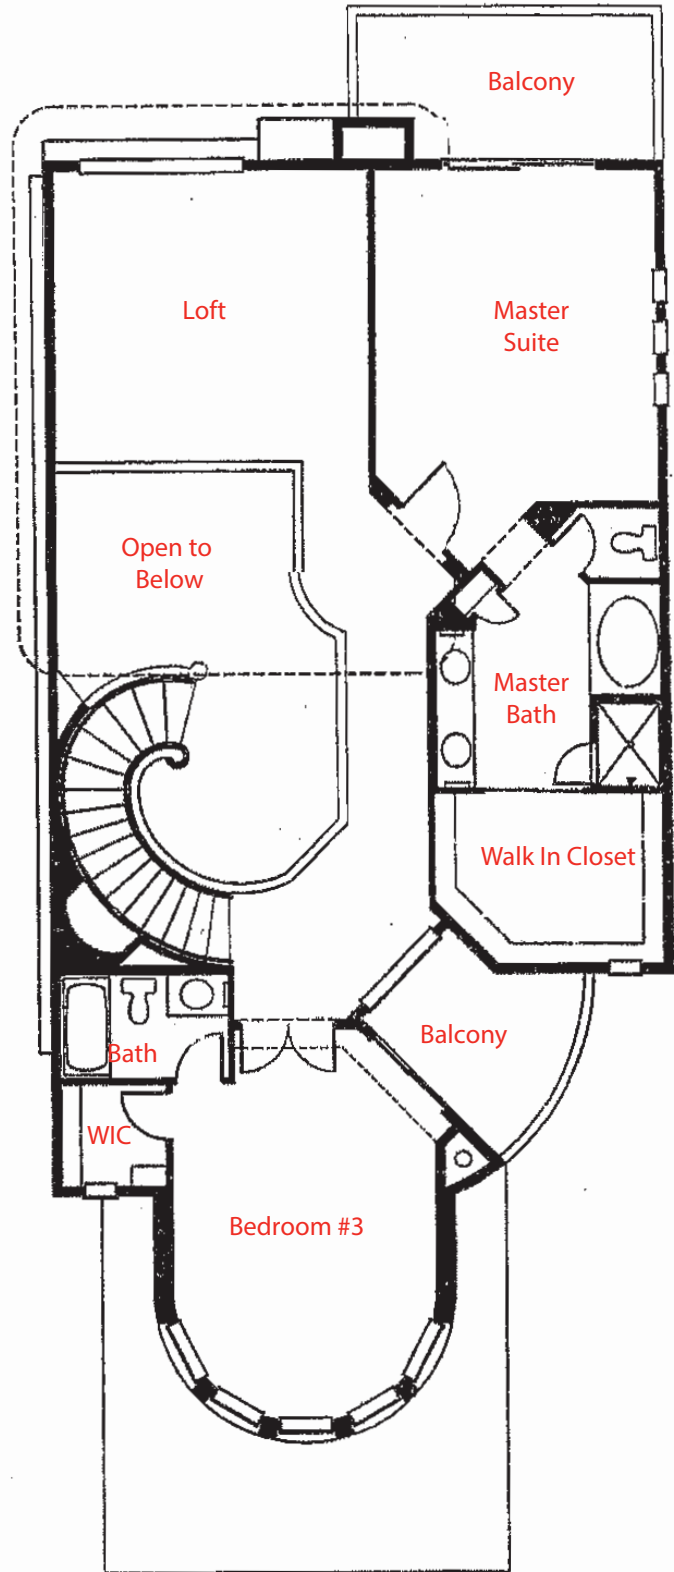 Balcony
Loft
Master
Suite
Open to
Below
Master
Bath
Walk In Closet
Balcony
Bath
WIC
Bedroom #3